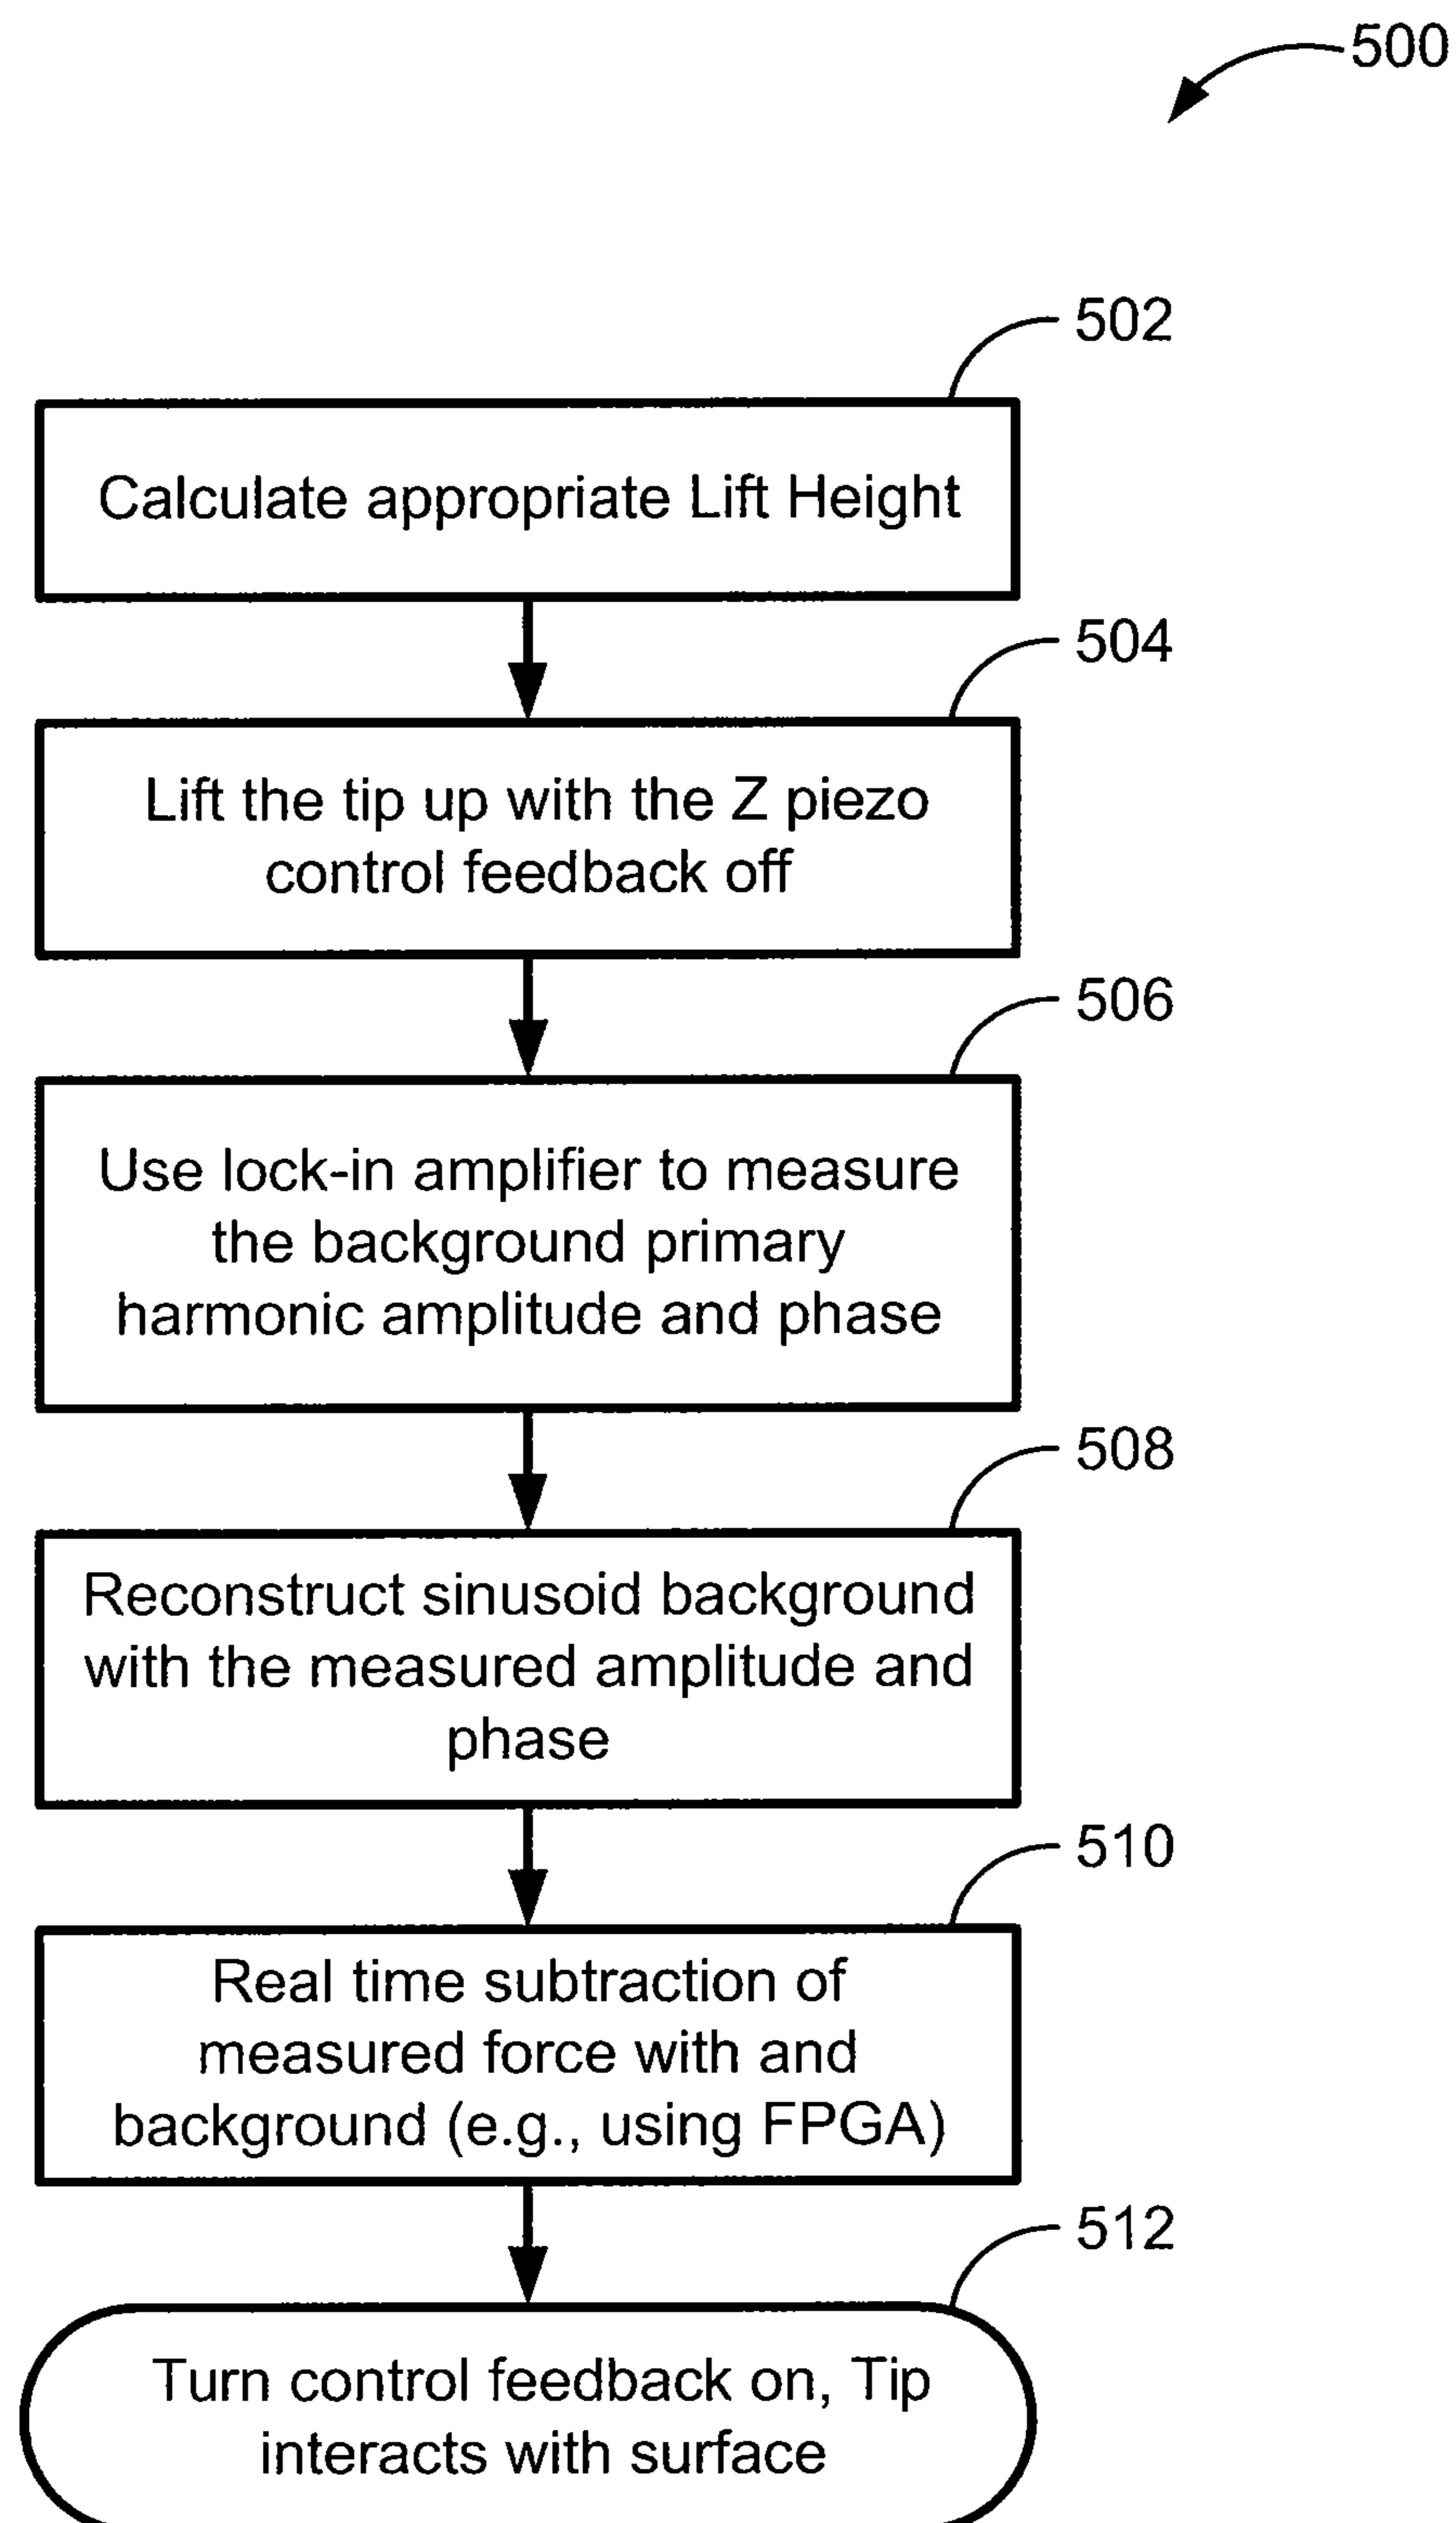 500
502
Calculate appropriate Lift Height
504
Lift the tip up with the Z piezo
control feedback off
506
Use lock-in amplifier to measure
the background primary
harmonic amplitude and phase
508
Reconstruct sinusoid background
with the measured amplitude and
phase
510
Real time subtraction of
measured force with and
background (e.g., using FPGA)
512
Turn control feedback on, Tip
interacts with surface